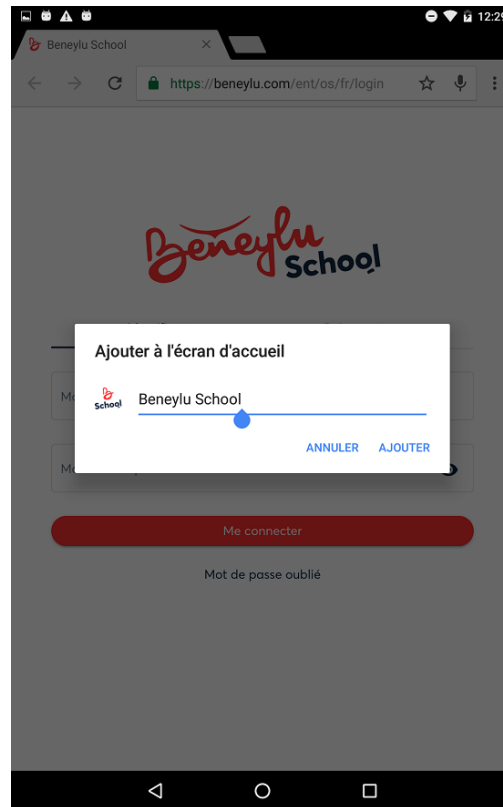 12:29
Beneylu School
https://beneylu.com/ent/os/fr/login
Beneylu
School
Ajouter à l'écran d'accueil
School
Beneylu School
ANNULER AJOUTER
Me connecter
Mot de passe oublié